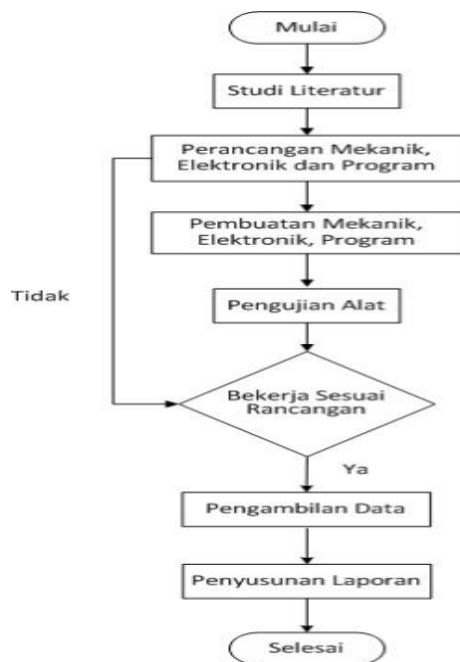 Mulai
Studi Literatur
Perancangan Mekanik,
Elektronik dan Program
Pembuatan Mekanik,
Elektronik, Program
Tidak
Pengujian Alat
Bekerja Sesuai
Rancangan
Ya
Pengambilan Data
Penyusunan Laporan
Selesai